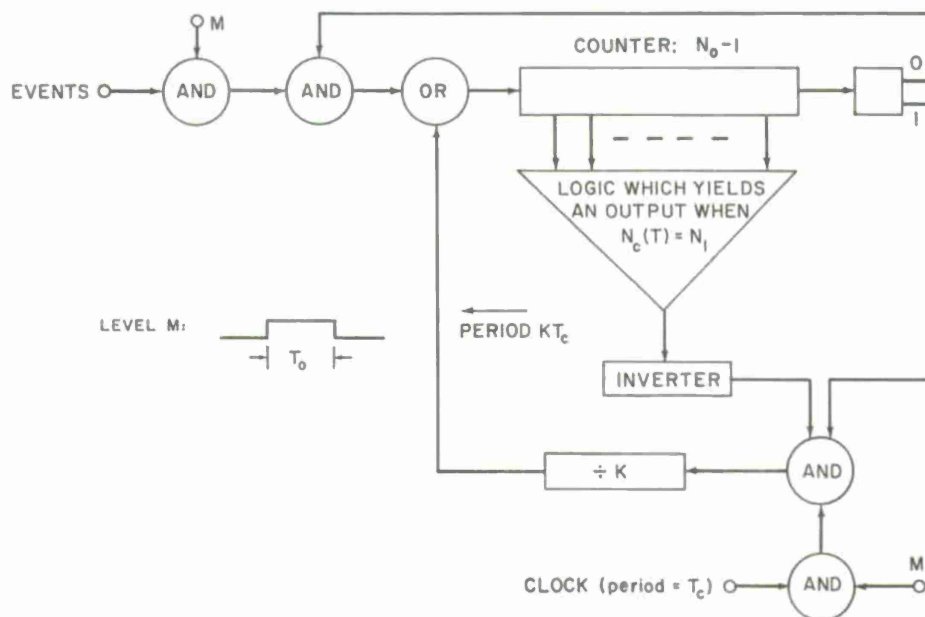 M
EVENTS
AND
AND
OR
COUNTER: N₀-1
0
1
LOGIC WHICH YIELDS
AN OUTPUT WHEN
N_c(T) = N₁
LEVEL M:
T₀
PERIOD KT_c
INVERTER
÷ K
AND
CLOCK (period = T_c)
AND
M